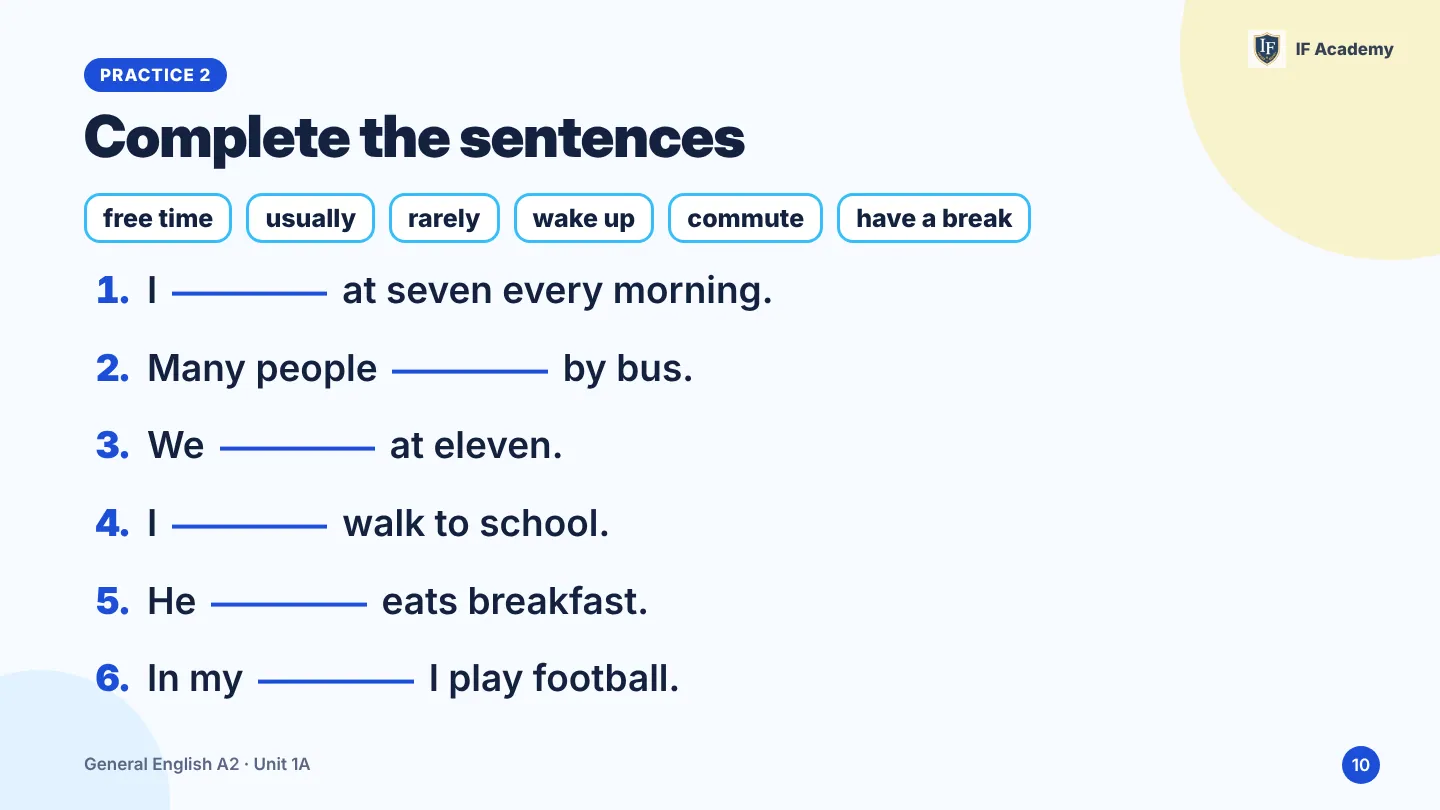 IF
IF Academy
PRACTICE 2
Complete the sentences
free time usually rarely wake up commute have a break
1. I ________ at seven every morning.
2. Many people ________ by bus.
3. We ________ at eleven.
4. I ________ walk to school.
5. He ________ eats breakfast.
6. In my ________ I play football.
General English A2 · Unit 1A
10